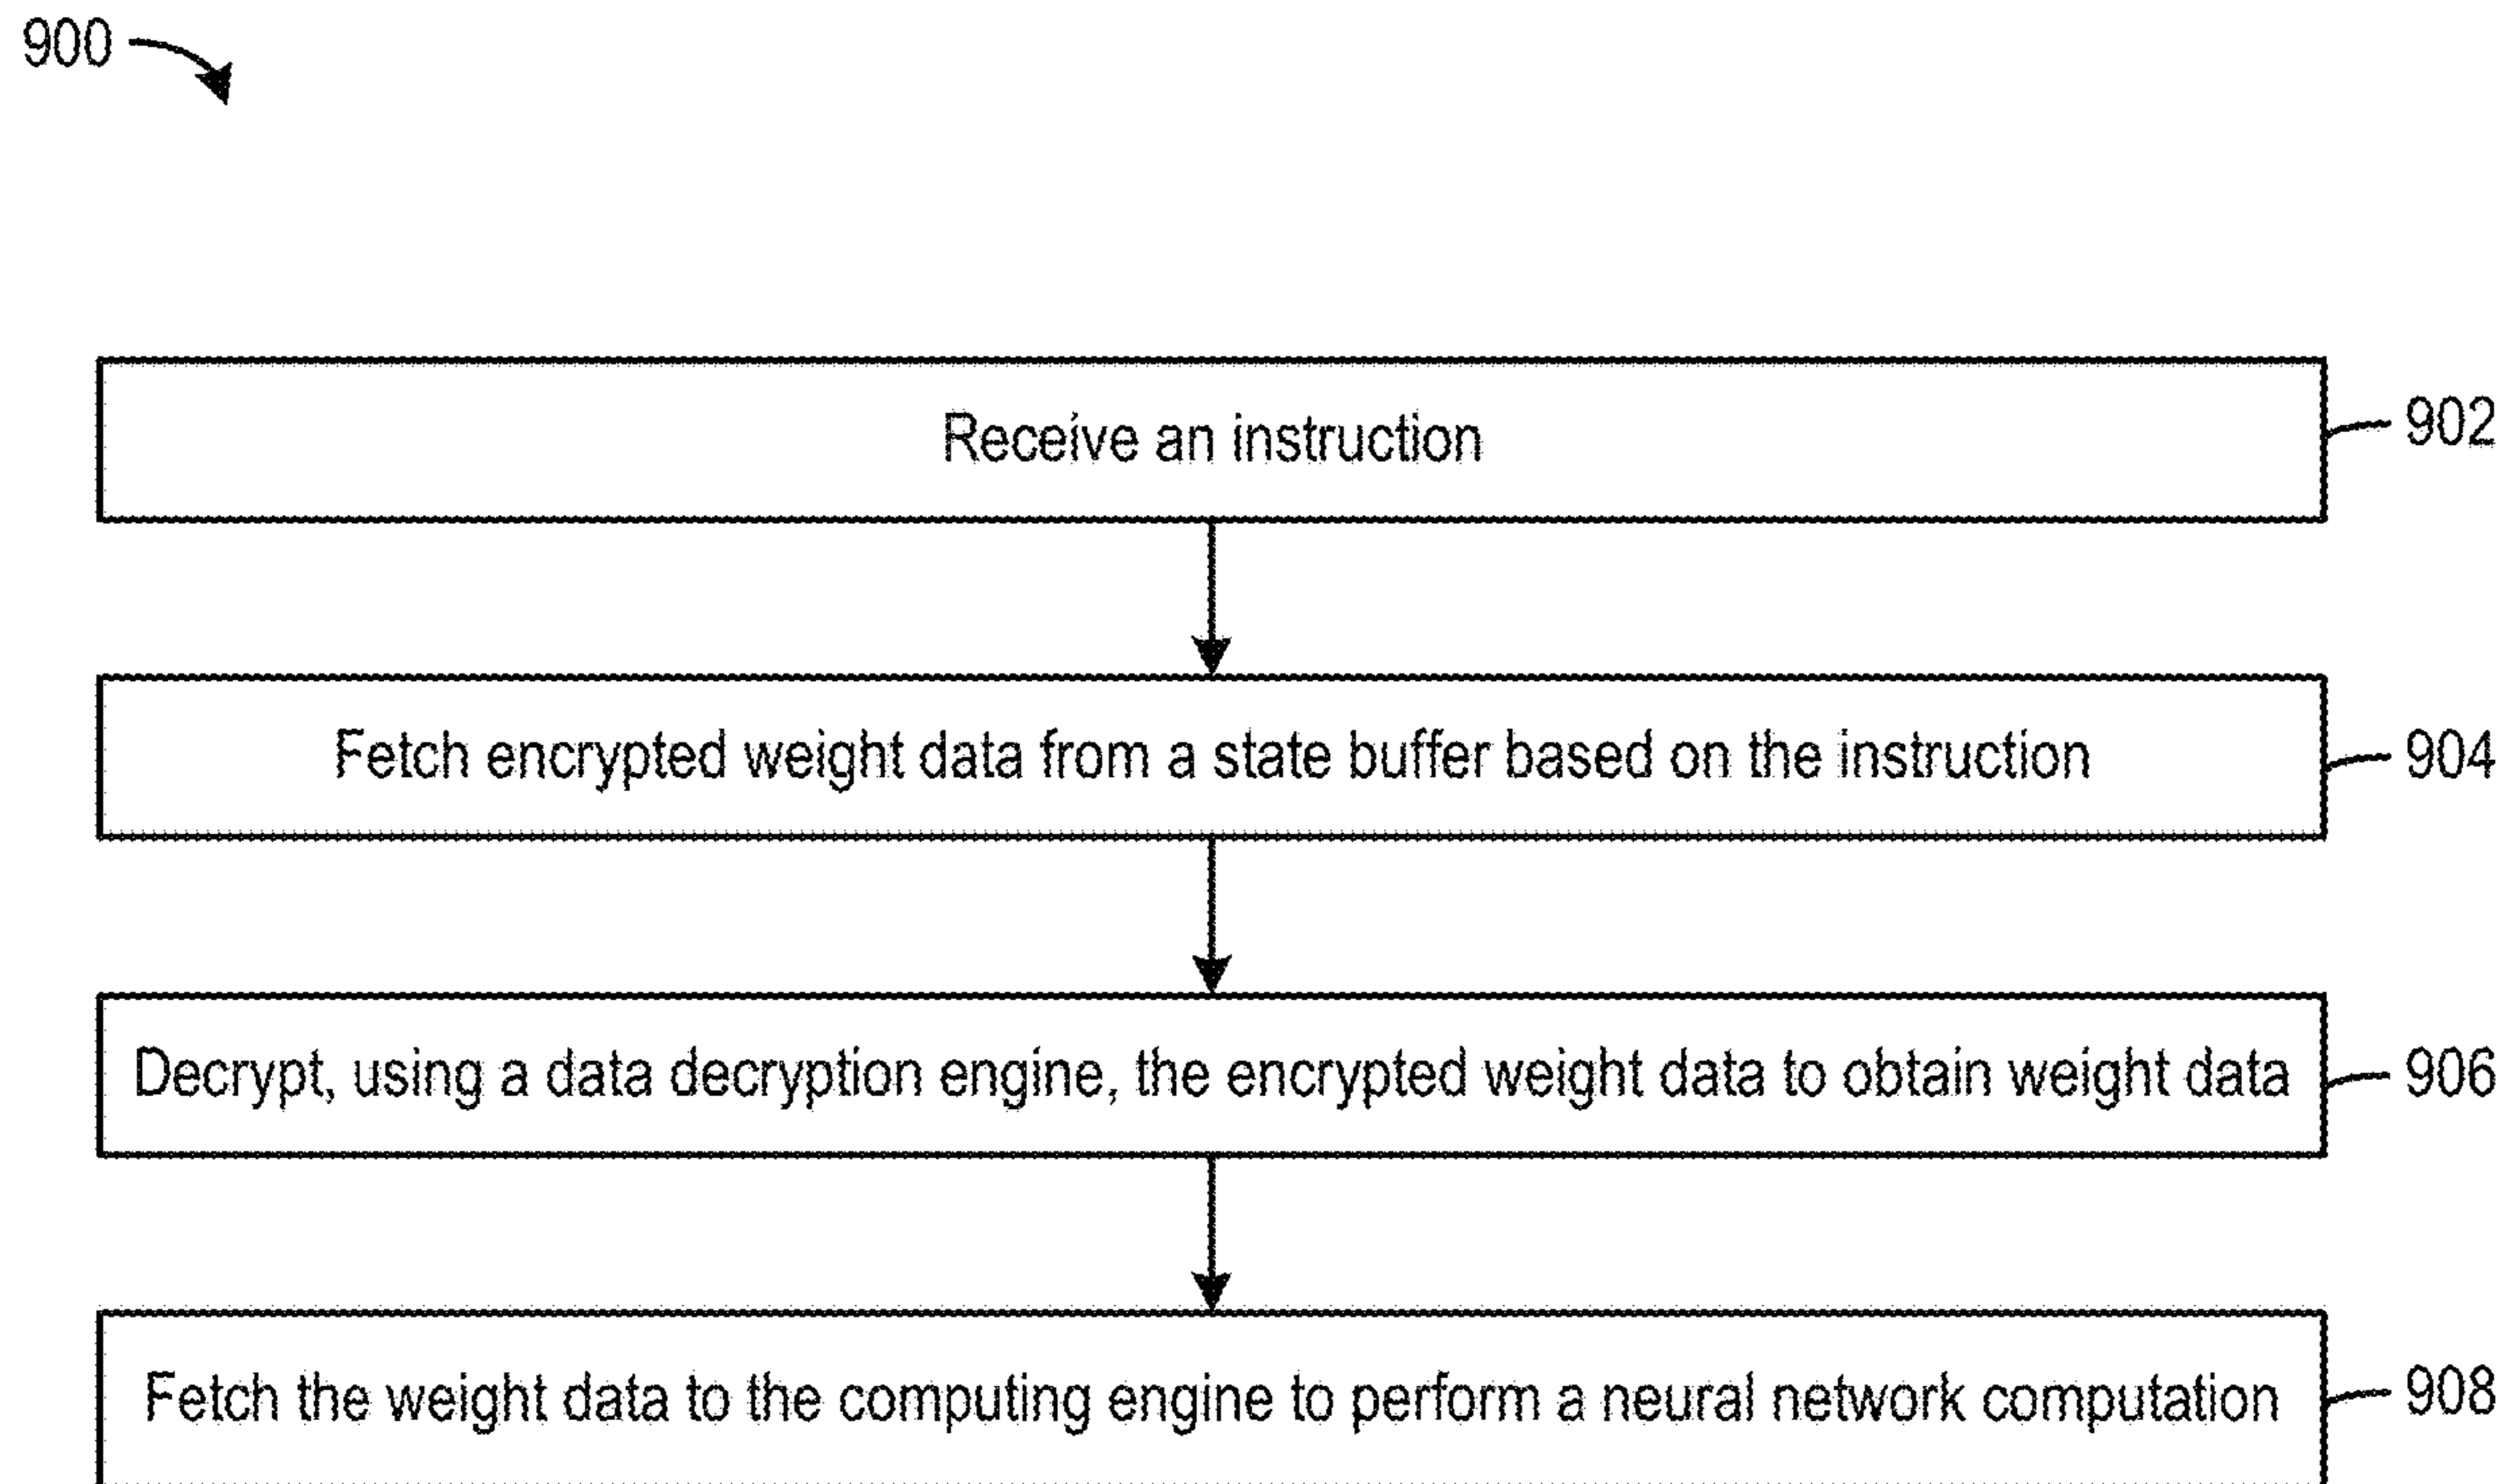 900
Receive an instruction
902
Fetch encrypted weight data from a state buffer based on the instruction
904
Decrypt, using a data decryption engine, the encrypted weight data to obtain weight data
906
Fetch the weight data to the computing engine to perform a neural network computation
908